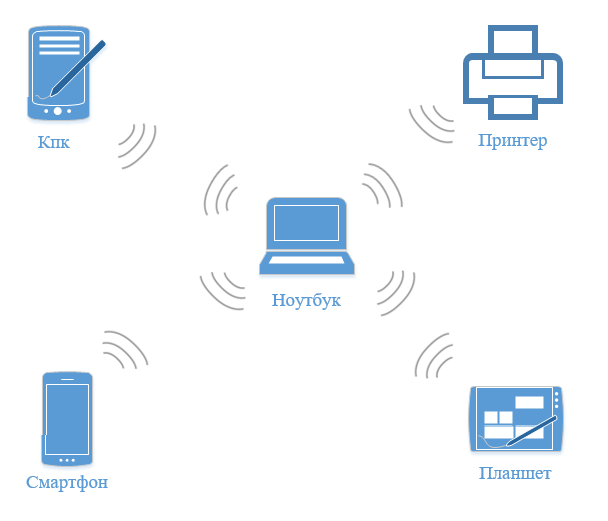 Кпк
Принтер
Ноутбук
Смартфон
Планшет